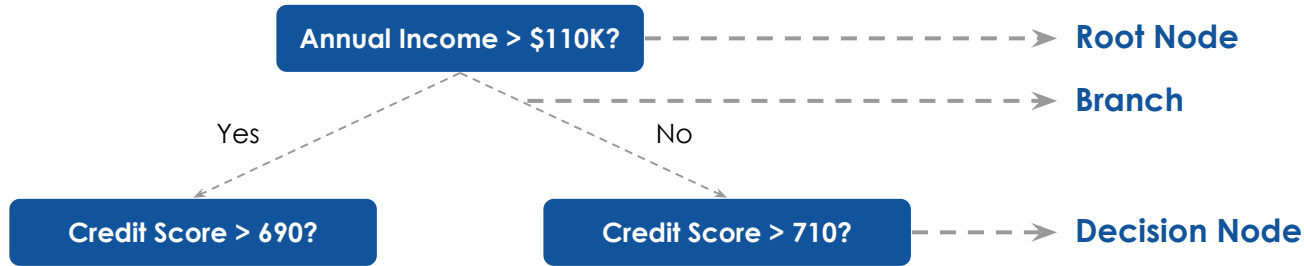 Annual Income > $110K?
Root Node
Branch
Yes
No
Credit Score > 690?
Credit Score > 710?
Decision Node